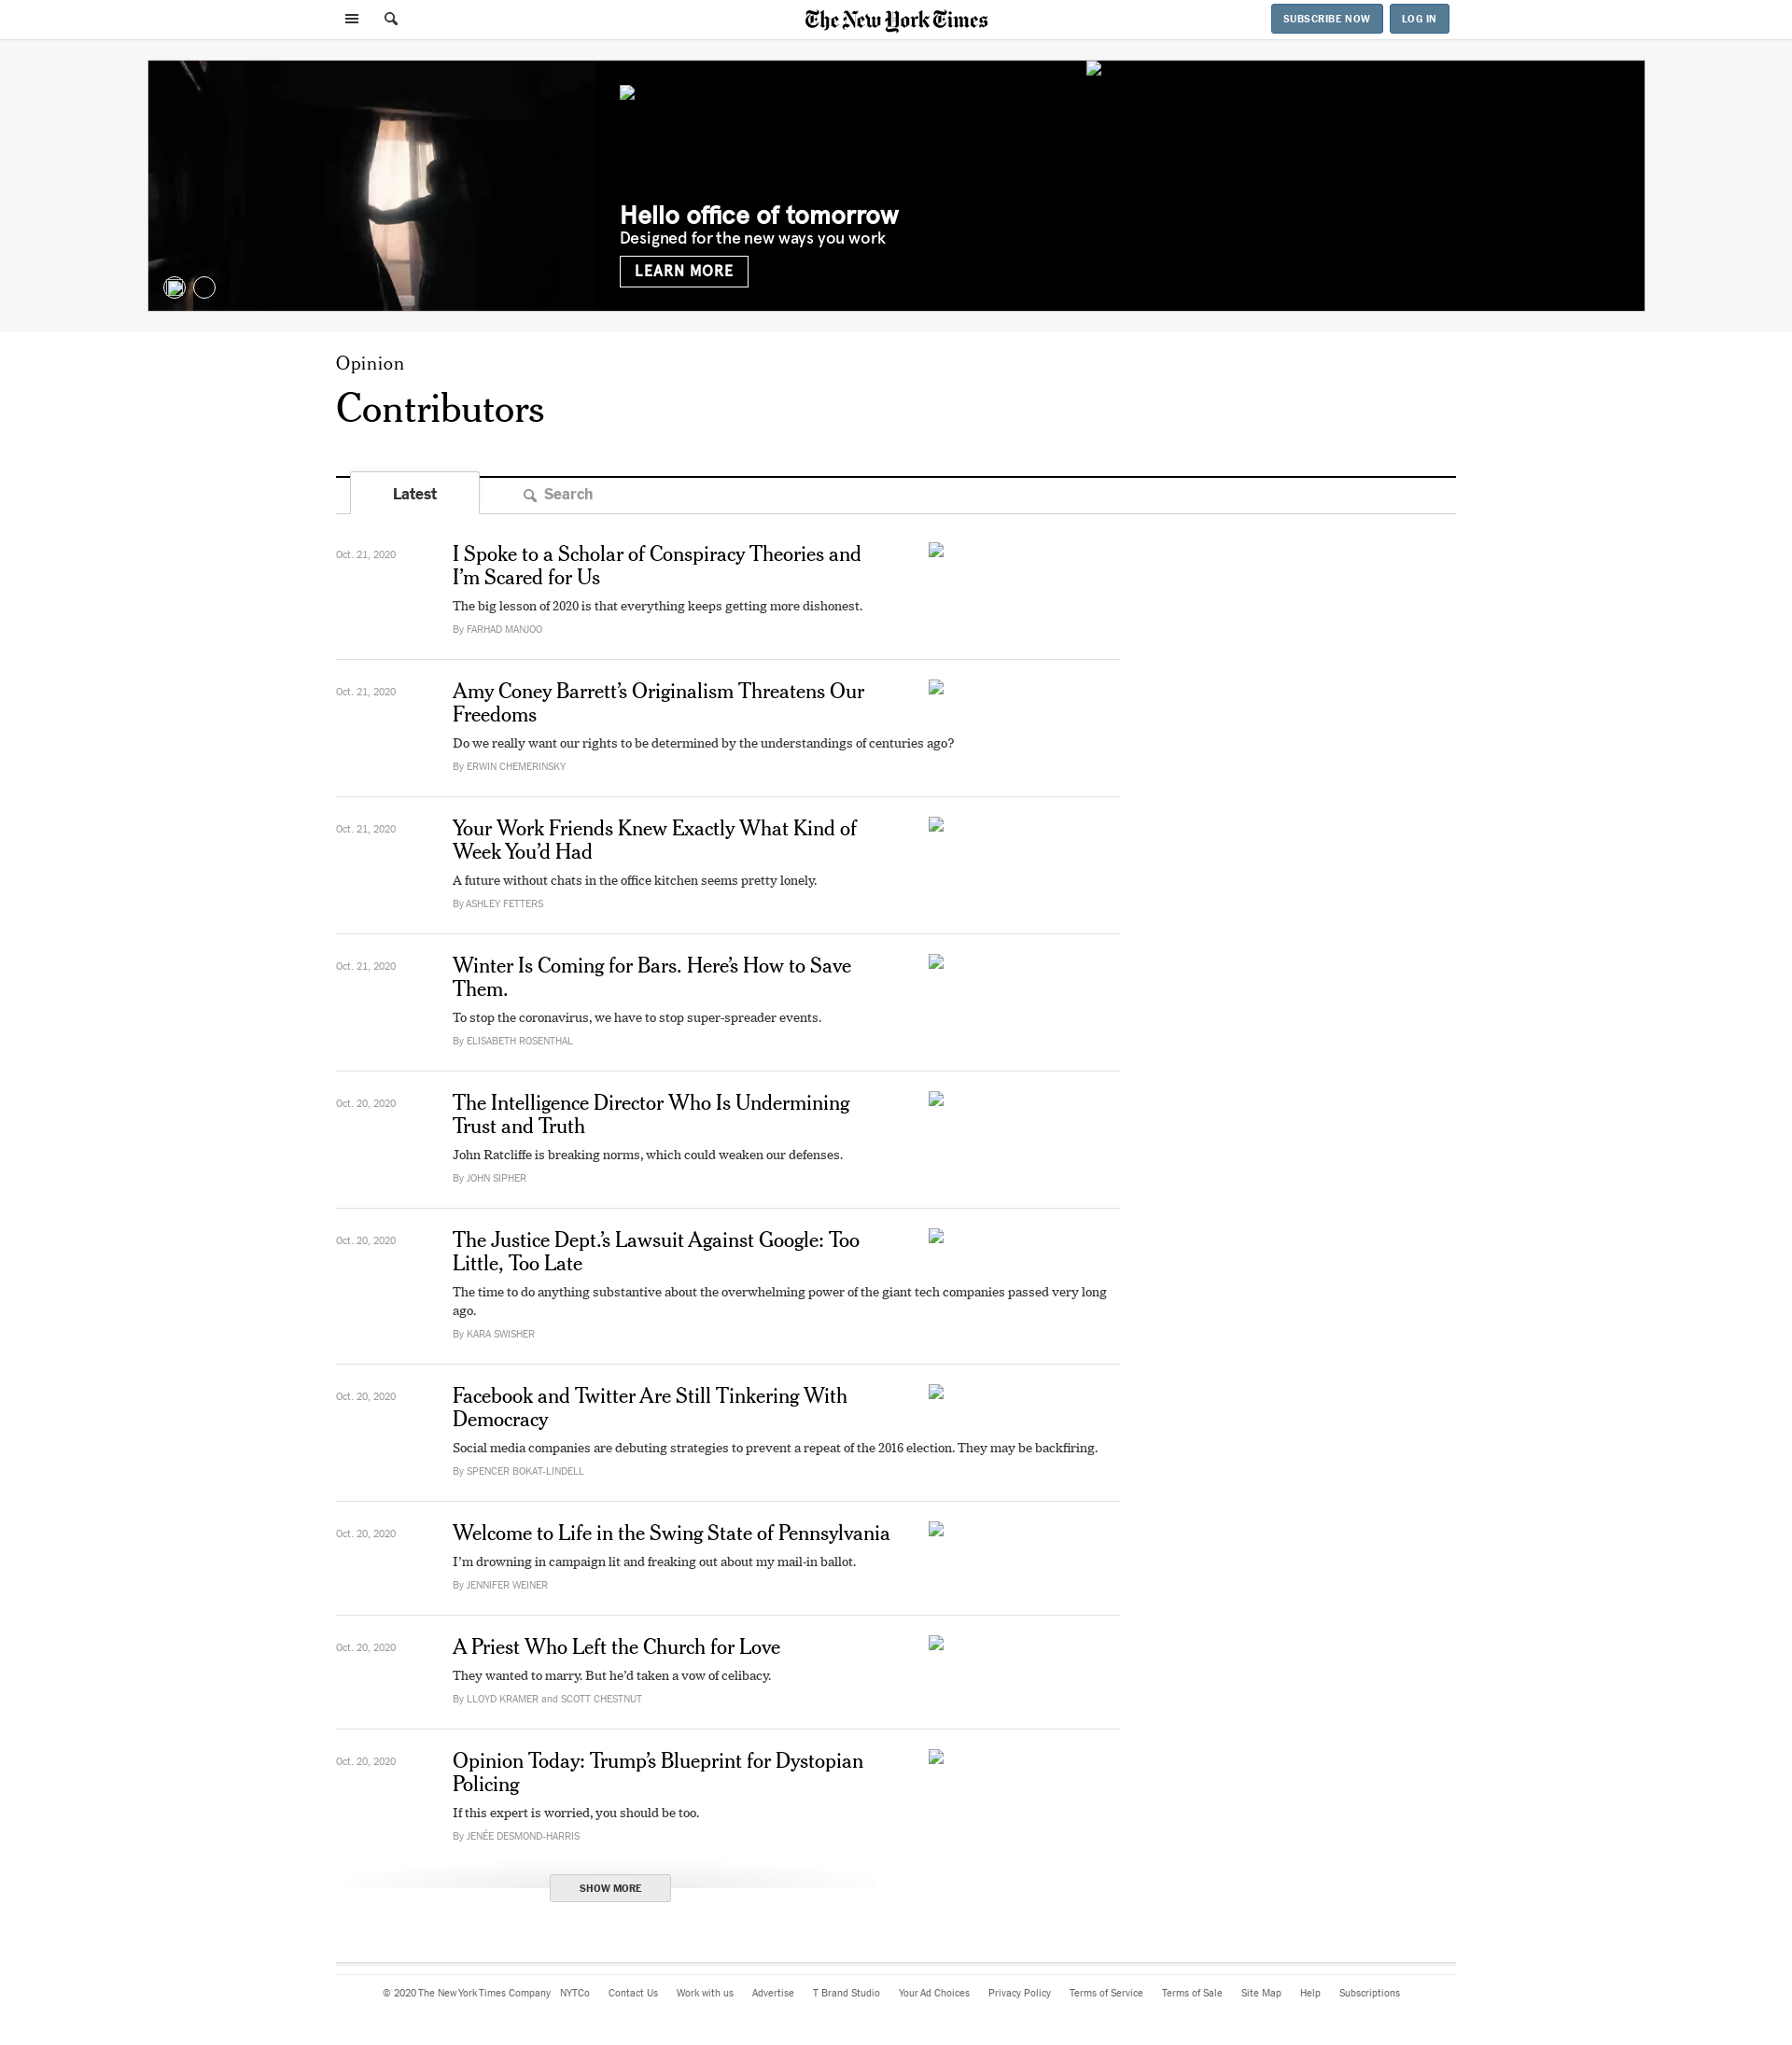 The New York Times
SUBSCRIBE NOW
LOG IN
Hello office of tomorrow
Designed for the new ways you work
LEARN MORE
Opinion
Contributors
Latest
Search
Oct. 21, 2020
I Spoke to a Scholar of Conspiracy Theories and
I’m Scared for Us
The big lesson of 2020 is that everything keeps getting more dishonest.
By FARHAD MANJOO
Oct. 21, 2020
Amy Coney Barrett’s Originalism Threatens Our
Freedoms
Do we really want our rights to be determined by the understandings of centuries ago?
By ERWIN CHEMERINSKY
Oct. 21, 2020
Your Work Friends Knew Exactly What Kind of
Week You’d Had
A future without chats in the office kitchen seems pretty lonely.
By ASHLEY FETTERS
Oct. 21, 2020
Winter Is Coming for Bars. Here’s How to Save
Them.
To stop the coronavirus, we have to stop super-spreader events.
By ELISABETH ROSENTHAL
Oct. 20, 2020
The Intelligence Director Who Is Undermining
Trust and Truth
John Ratcliffe is breaking norms, which could weaken our defenses.
By JOHN SIPHER
Oct. 20, 2020
The Justice Dept.’s Lawsuit Against Google: Too
Little, Too Late
The time to do anything substantive about the overwhelming power of the giant tech companies passed very long
ago.
By KARA SWISHER
Oct. 20, 2020
Facebook and Twitter Are Still Tinkering With
Democracy
Social media companies are debuting strategies to prevent a repeat of the 2016 election. They may be backfiring.
By SPENCER BOKAT-LINDELL
Oct. 20, 2020
Welcome to Life in the Swing State of Pennsylvania
I’m drowning in campaign lit and freaking out about my mail-in ballot.
By JENNIFER WEINER
Oct. 20, 2020
A Priest Who Left the Church for Love
They wanted to marry. But he’d taken a vow of celibacy.
By LLOYD KRAMER and SCOTT CHESTNUT
Oct. 20, 2020
Opinion Today: Trump’s Blueprint for Dystopian
Policing
If this expert is worried, you should be too.
By JENÉE DESMOND-HARRIS
SHOW MORE
© 2020 The New York Times Company NYTCo Contact Us Work with us Advertise T Brand Studio Your Ad Choices Privacy Policy Terms of Service Terms of Sale Site Map Help Subscriptions